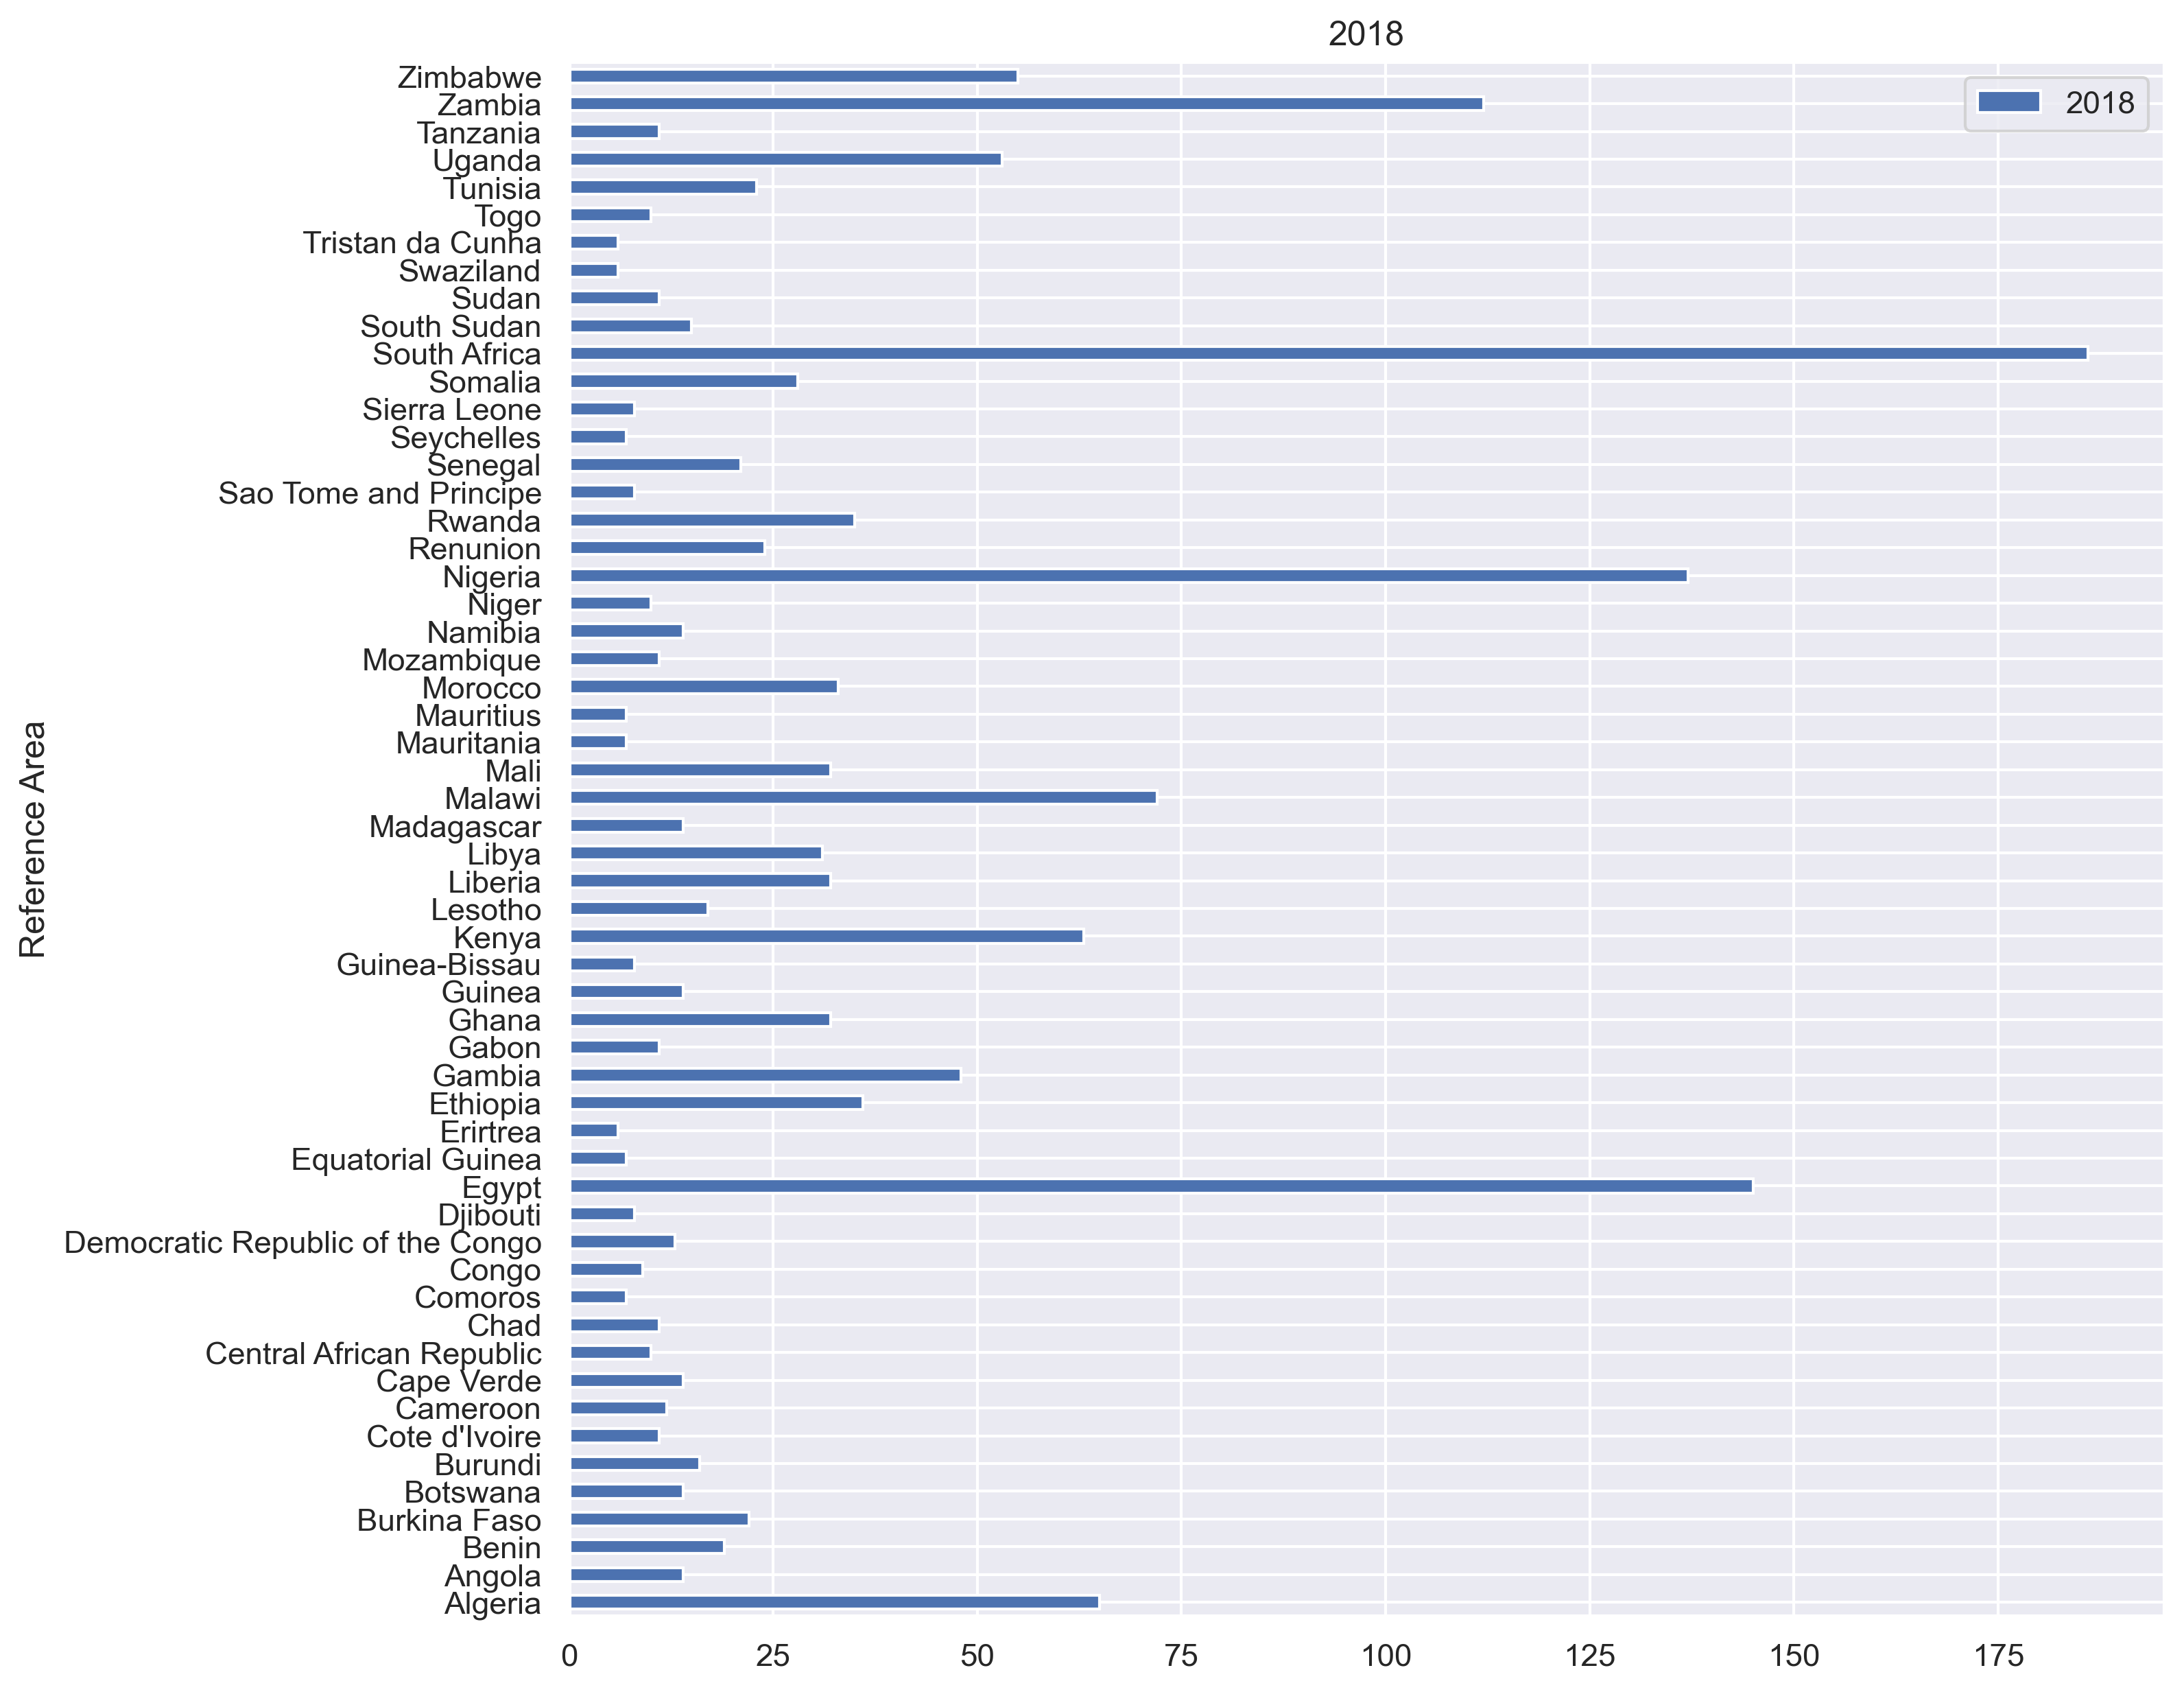 2018
2018
Zimbabwe
Zambia
Tanzania
Uganda
Tunisia
Togo
Tristan da Cunha
Swaziland
Sudan
South Sudan
South Africa
Somalia
Sierra Leone
Seychelles
Senegal
Sao Tome and Principe
Rwanda
Renunion
Nigeria
Niger
Namibia
Mozambique
Morocco
Mauritius
Mauritania
Mali
Malawi
Madagascar
Libya
Liberia
Lesotho
Kenya
Guinea-Bissau
Guinea
Ghana
Gabon
Gambia
Ethiopia
Erirtrea
Equatorial Guinea
Egypt
Djibouti
Democratic Republic of the Congo
Congo
Comoros
Chad
Central African Republic
Cape Verde
Cameroon
Cote d'Ivoire
Burundi
Botswana
Burkina Faso
Benin
Angola
Algeria
Reference Area
0 25 50 75 100 125 150 175